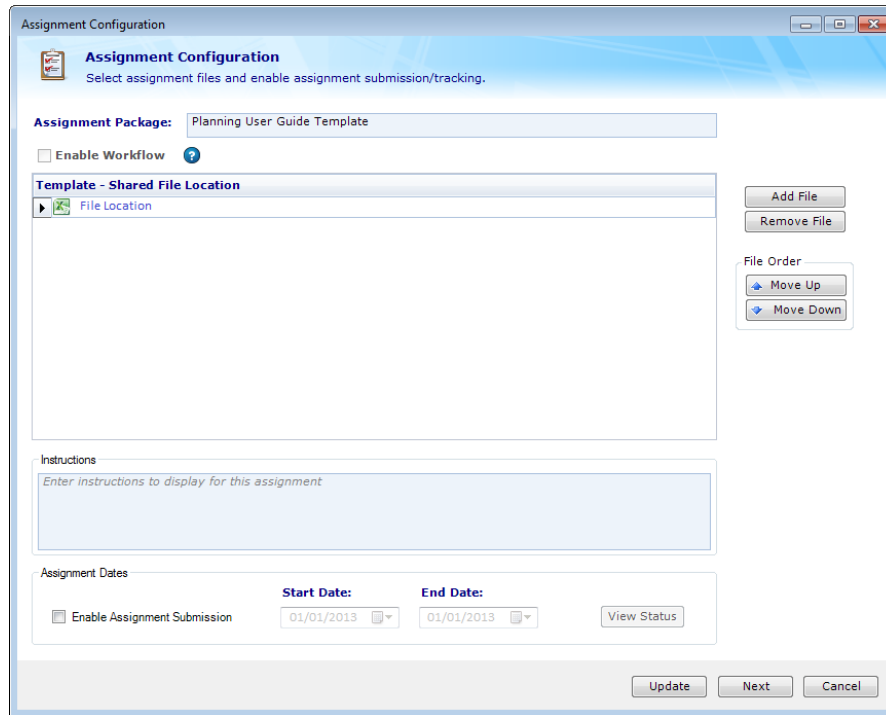 Assignment Configuration
Assignment Configuration
Select assignment files and enable assignment submission/tracking.
Assignment Package: Planning User Guide Template
Enable Workflow ?
Template - Shared File Location
File Location
Add File
Remove File
File Order
Move Up
Move Down
Instructions
Enter instructions to display for this assignment
Assignment Dates
Start Date: End Date:
Enable Assignment Submission 01/01/2013 01/01/2013 View Status
Update Next Cancel